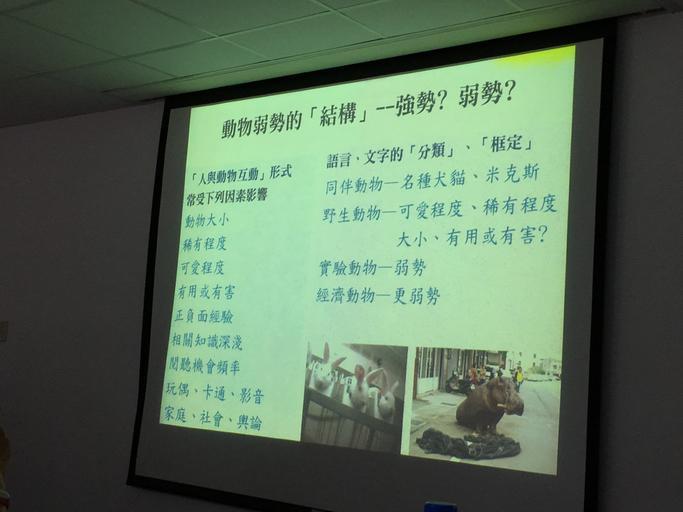 動物弱勢的「結構」--強勢?弱勢?
「人與動物互動」形式
常受下列因素影響
動物大小
稀有程度
可愛程度
有用或有害
正負面經驗
相關知識深淺
閱聽機會頻率
玩偶、卡通、影音
家庭、社會、輿論
語言、文字的「分類」、「框定」
同伴動物—名種犬貓、米克斯
野生動物—可愛程度、稀有程度
大小、有用或有害?
實驗動物—弱勢
經濟動物—更弱勢